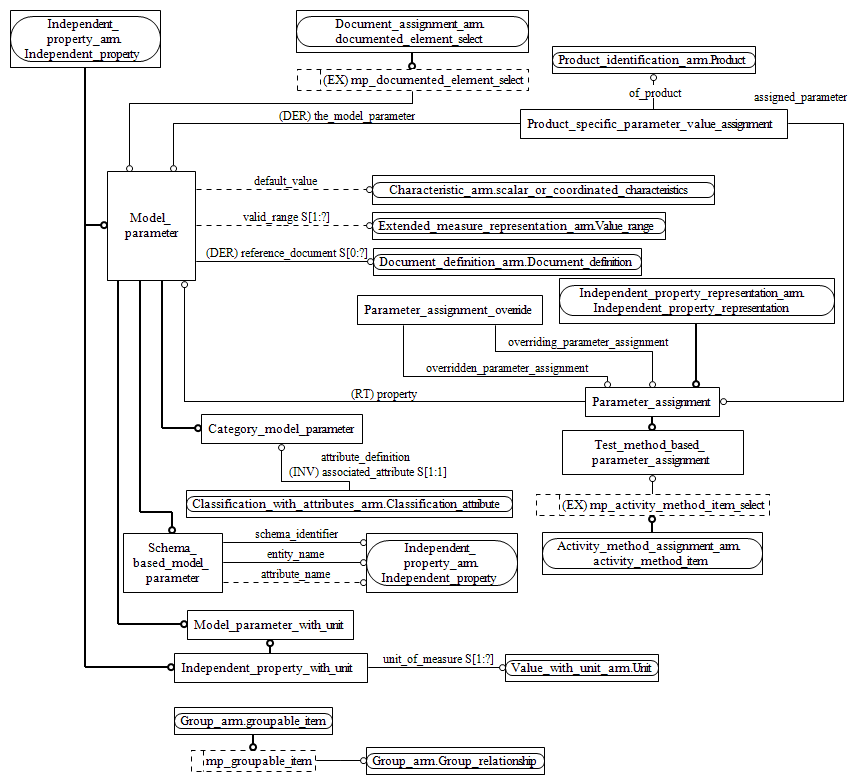 Independent_
property_arm.
Independent_property
Document_assignment_arm.
documented_element_select
(EX) mp_documented_element_select
Product_identification_arm.Product
of_product
assigned_parameter
(DER) the_model_parameter
Product_specific_parameter_value_assignment
Model_
parameter
default_value
Characteristic_arm.scalar_or_coordinated_characteristics
valid_range S[1:?]
Extended_measure_representation_arm.Value_range
(DER) reference_document S[0:?]
Document_definition_arm.Document_definition
Parameter_assignment_override
Independent_property_representation_arm.
Independent_property_representation
overriding_parameter_assignment
overridden_parameter_assignment
(RT) property
Parameter_assignment
Category_model_parameter
Test_method_based_
parameter_assignment
attribute_definition
(INV) associated_attribute S[1:1]
Classification_with_attributes_arm.Classification_attribute
(EX) mp_activity_method_item_select
Schema_
based_model_
parameter
schema_identifier
entity_name
attribute_name
Independent_
property_arm.
Independent_property
Activity_method_assignment_arm.
activity_method_item
Model_parameter_with_unit
Independent_property_with_unit
unit_of_measure S[1:?]
Value_with_unit_arm.Unit
Group_arm.groupable_item
mp_groupable_item
Group_arm.Group_relationship